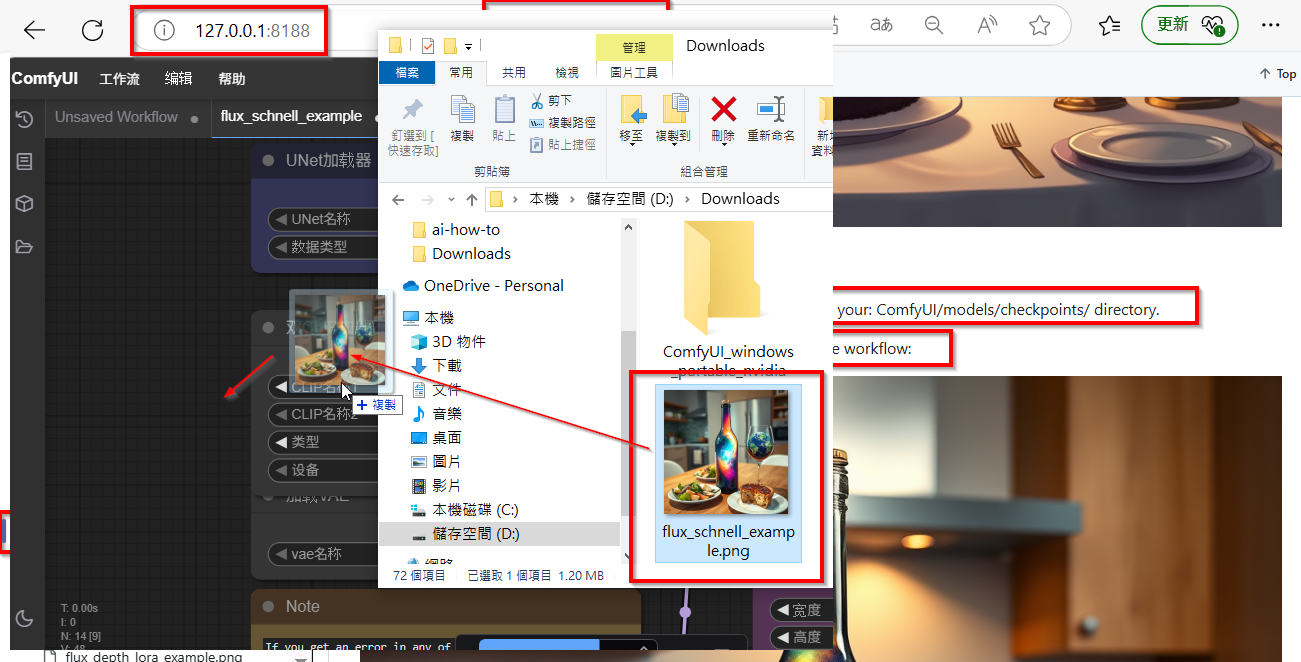 127.0.0.1:8188
更新
ComfyUI 工作流 编辑 帮助
Top
Unsaved Workflow
flux_schnell_example
UNet加载器
UNet名称
数据类型
CLIP名称1
CLIP名称2
类型
设备
加载VAE
vae名称
Note
If you get an error in any of
T: 0.00s
I: 0
N: 14 [9]
V: 48
宽度
高度
flux_depth_lora_example.png
管理
Downloads
檔案
常用
共用
檢視
圖片工具
釘選到 [
快速存取]
複製
貼上
剪下
複製路徑
貼上捷徑
剪貼簿
移至
複製到
刪除
重新命名
組合管理
本機 › 儲存空間 (D:) › Downloads
ai-how-to
Downloads
OneDrive - Personal
本機
3D 物件
下載
文件
音樂
桌面
圖片
影片
本機磁碟 (C:)
儲存空間 (D:)
網路
72 個項目
已選取 1 個項目 1.20 MB
ComfyUI_windows
_portable_nvidia
flux_schnell_examp
le.png
+ 複製
your: ComfyUI/models/checkpoints/ directory.
workflow: